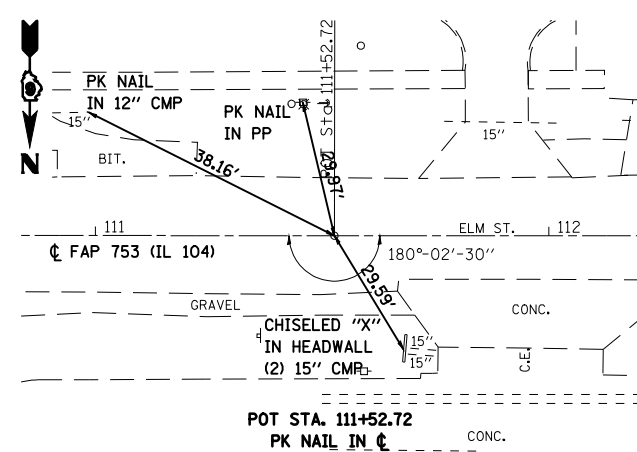 PK NAIL
IN 12" CMP
15"
PK NAIL
IN PP
Sta 111+52.72
15"
N
BIT.
38.16'
111
ELM ST.
112
℄ FAP 753 (IL 104)
180°-02'-30"
29.59'
GRAVEL
CONC.
CHISELED "X"
IN HEADWALL
(2) 15" CMP
15"
15"
C.E.
POT STA. 111+52.72
PK NAIL IN ℄
CONC.